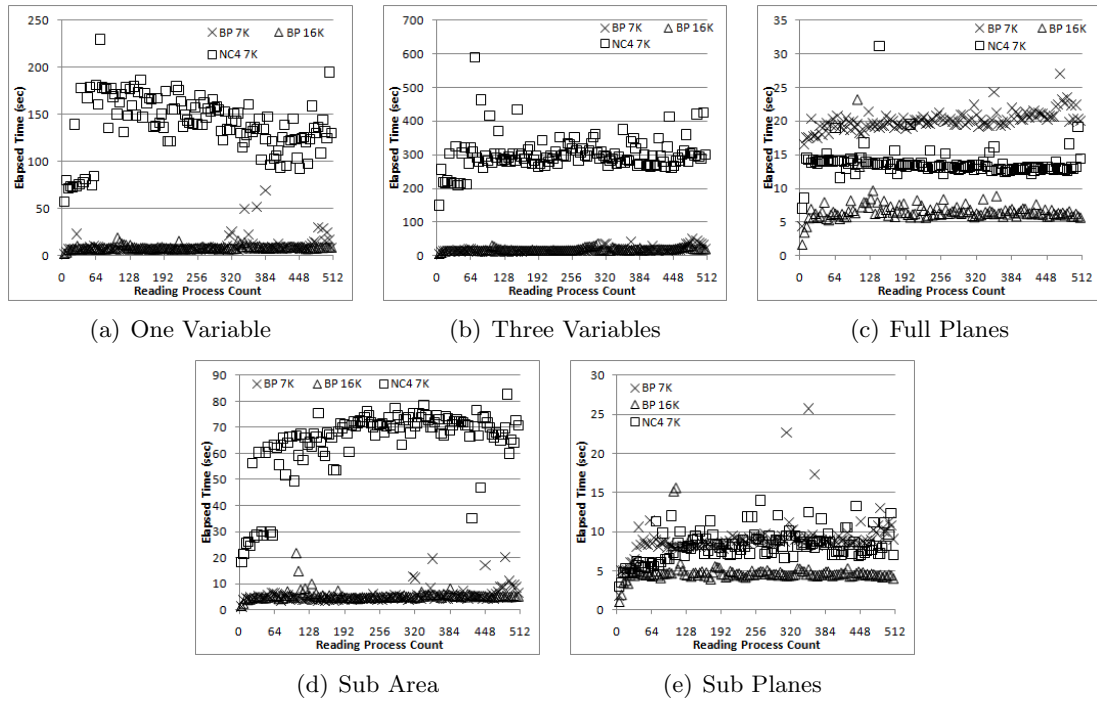 250
200
150
100
50
0
Elapsed Time (sec)
BP 7K BP 16K
NC4 7K
0 64 128 192 256 320 384 448 512
Reading Process Count
(a) One Variable
700
600
500
400
300
200
100
0
Elapsed Time (sec)
BP 7K BP 16K
NC4 7K
0 64 128 192 256 320 384 448 512
Reading Process Count
(b) Three Variables
35
30
25
20
15
10
5
0
Elapsed Time (sec)
BP 7K BP 16K
NC4 7K
0 64 128 192 256 320 384 448 512
Reading Process Count
(c) Full Planes
90
80
70
60
50
40
30
20
10
0
Elapsed Time (sec)
BP 7K BP 16K NC4 7K
0 64 128 192 256 320 384 448 512
Reading Process Count
(d) Sub Area
30
25
20
15
10
5
0
Elapsed Time (sec)
BP 7K
BP 16K
NC4 7K
0 64 128 192 256 320 384 448 512
Reading Process Count
(e) Sub Planes